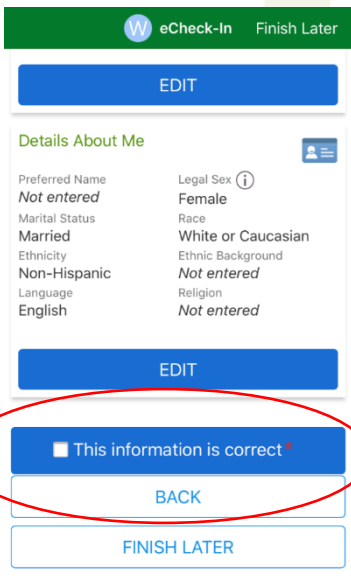 W eCheck-In Finish Later
EDIT
Details About Me
Preferred Name Legal Sex i
Not entered Female
Marital Status Race
Married White or Caucasian
Ethnicity Ethnic Background
Non-Hispanic Not entered
Language Religion
English Not entered
EDIT
This information is correct*
BACK
FINISH LATER